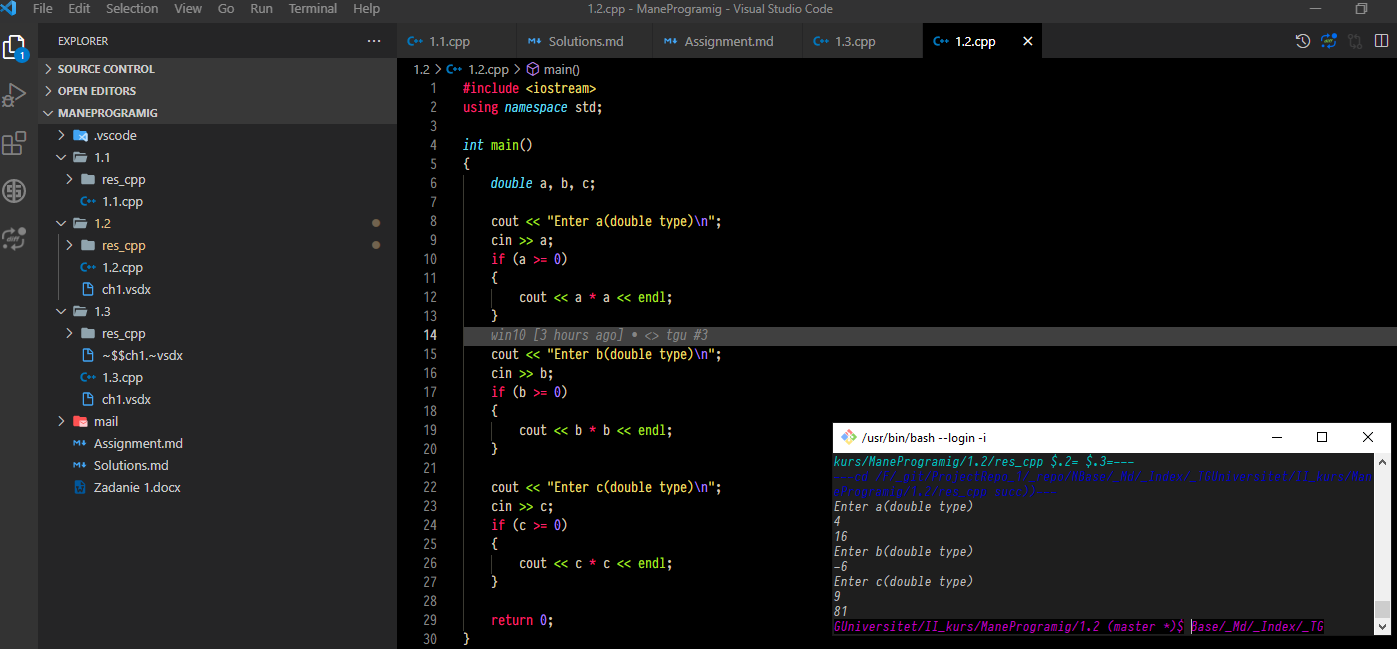 File Edit Selection View Go Run Terminal Help
1.2.cpp - ManeProgramig - Visual Studio Code
EXPLORER
SOURCE CONTROL
OPEN EDITORS
MANEPROGRAMIG
.vscode
1.1
res_cpp
1.1.cpp
1.2
res_cpp
1.2.cpp
ch1.vsdx
1.3
res_cpp
~$$ch1.~vsdx
1.3.cpp
ch1.vsdx
mail
Assignment.md
Solutions.md
Zadanie 1.docx
1
1.1.cpp Solutions.md Assignment.md 1.3.cpp 1.2.cpp
1.2 > 1.2.cpp > main()
1 #include <iostream>
2 using namespace std;
3
4 int main()
5 {
6 double a, b, c;
7
8 cout << "Enter a(double type)\n";
9 cin >> a;
10 if (a >= 0)
11 {
12 cout << a * a << endl;
13 }
14 win10 [3 hours ago] • <> tgu #3
15 cout << "Enter b(double type)\n";
16 cin >> b;
17 if (b >= 0)
18 {
19 cout << b * b << endl;
20 }
21
22 cout << "Enter c(double type)\n";
23 cin >> c;
24 if (c >= 0)
25 {
26 cout << c * c << endl;
27 }
28
29 return 0;
30 }
/usr/bin/bash --login -i
kurs/ManeProgramig/1.2/res_cpp $.2= $.3=---
Enter a(double type)
4
16
Enter b(double type)
-6
Enter c(double type)
9
81
GUniversitet/II_kurs/ManeProgramig/1.2 (master *)$ Base/_Md/_Index/_TG